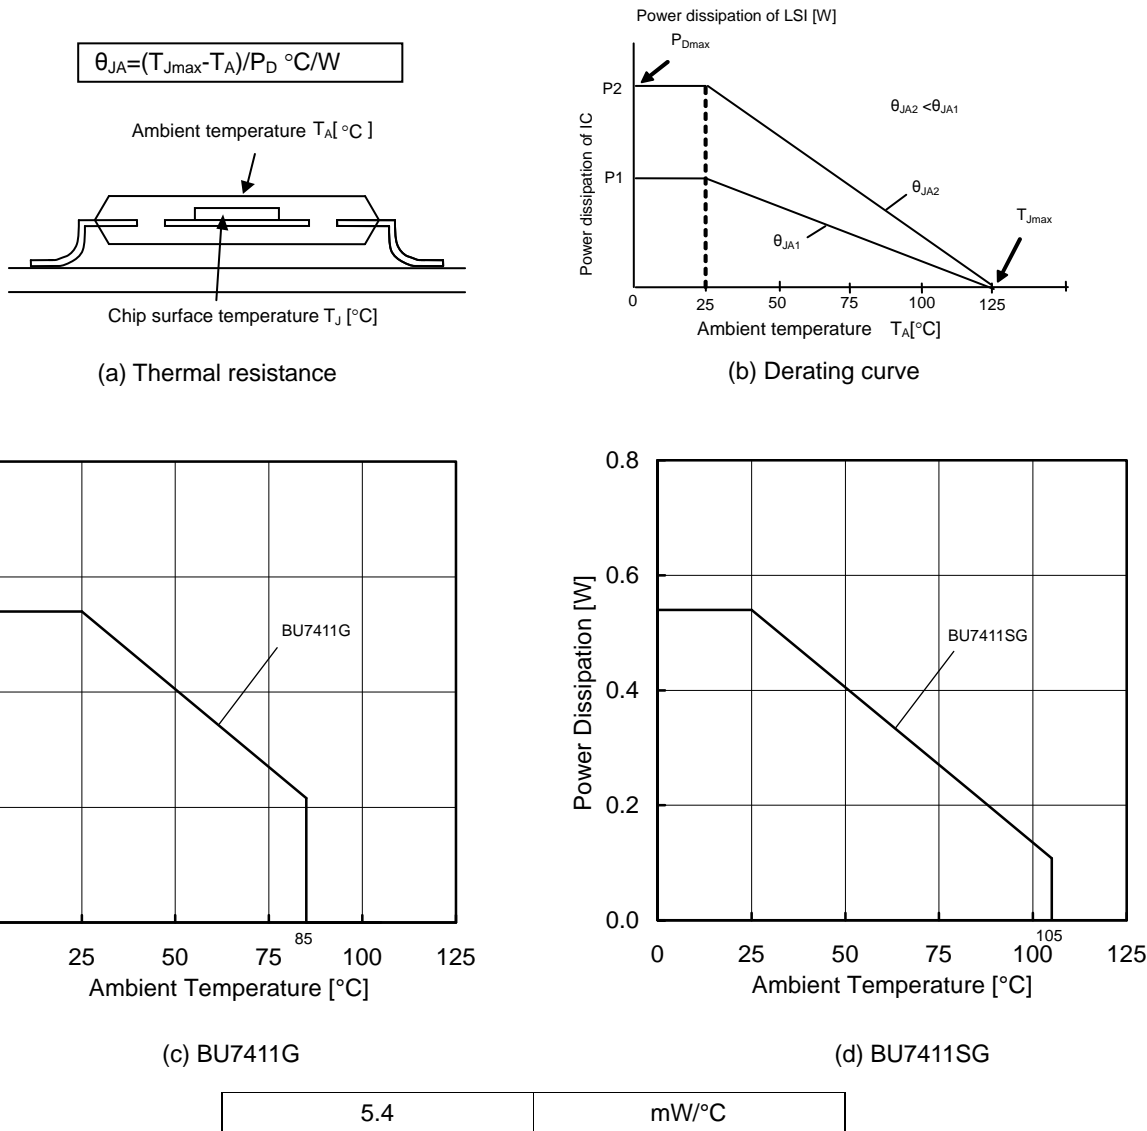 θJA=(TJmax-TA)/PD °C/W
Ambient temperature TA[ °C ]
Chip surface temperature TJ [°C]
(a) Thermal resistance
Power dissipation of LSI [W]
PDmax
P2
P1
Power dissipation of IC
θJA2 <θJA1
θJA2
θJA1
TJmax
0 25 50 75 100 125
Ambient temperature TA[°C]
(b) Derating curve
BU7411G
85
25 50 75 100 125
Ambient Temperature [°C]
(c) BU7411G
0.8
0.6
0.4
0.2
0.0
Power Dissipation [W]
BU7411SG
105
0 25 50 75 100 125
Ambient Temperature [°C]
(d) BU7411SG
5.4 mW/°C